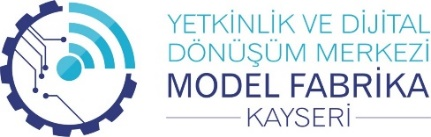 YETKİNLİK VE DİJİTAL
DÖNÜŞÜM MERKEZİ
MODEL FABRİKA
KAYSERİ